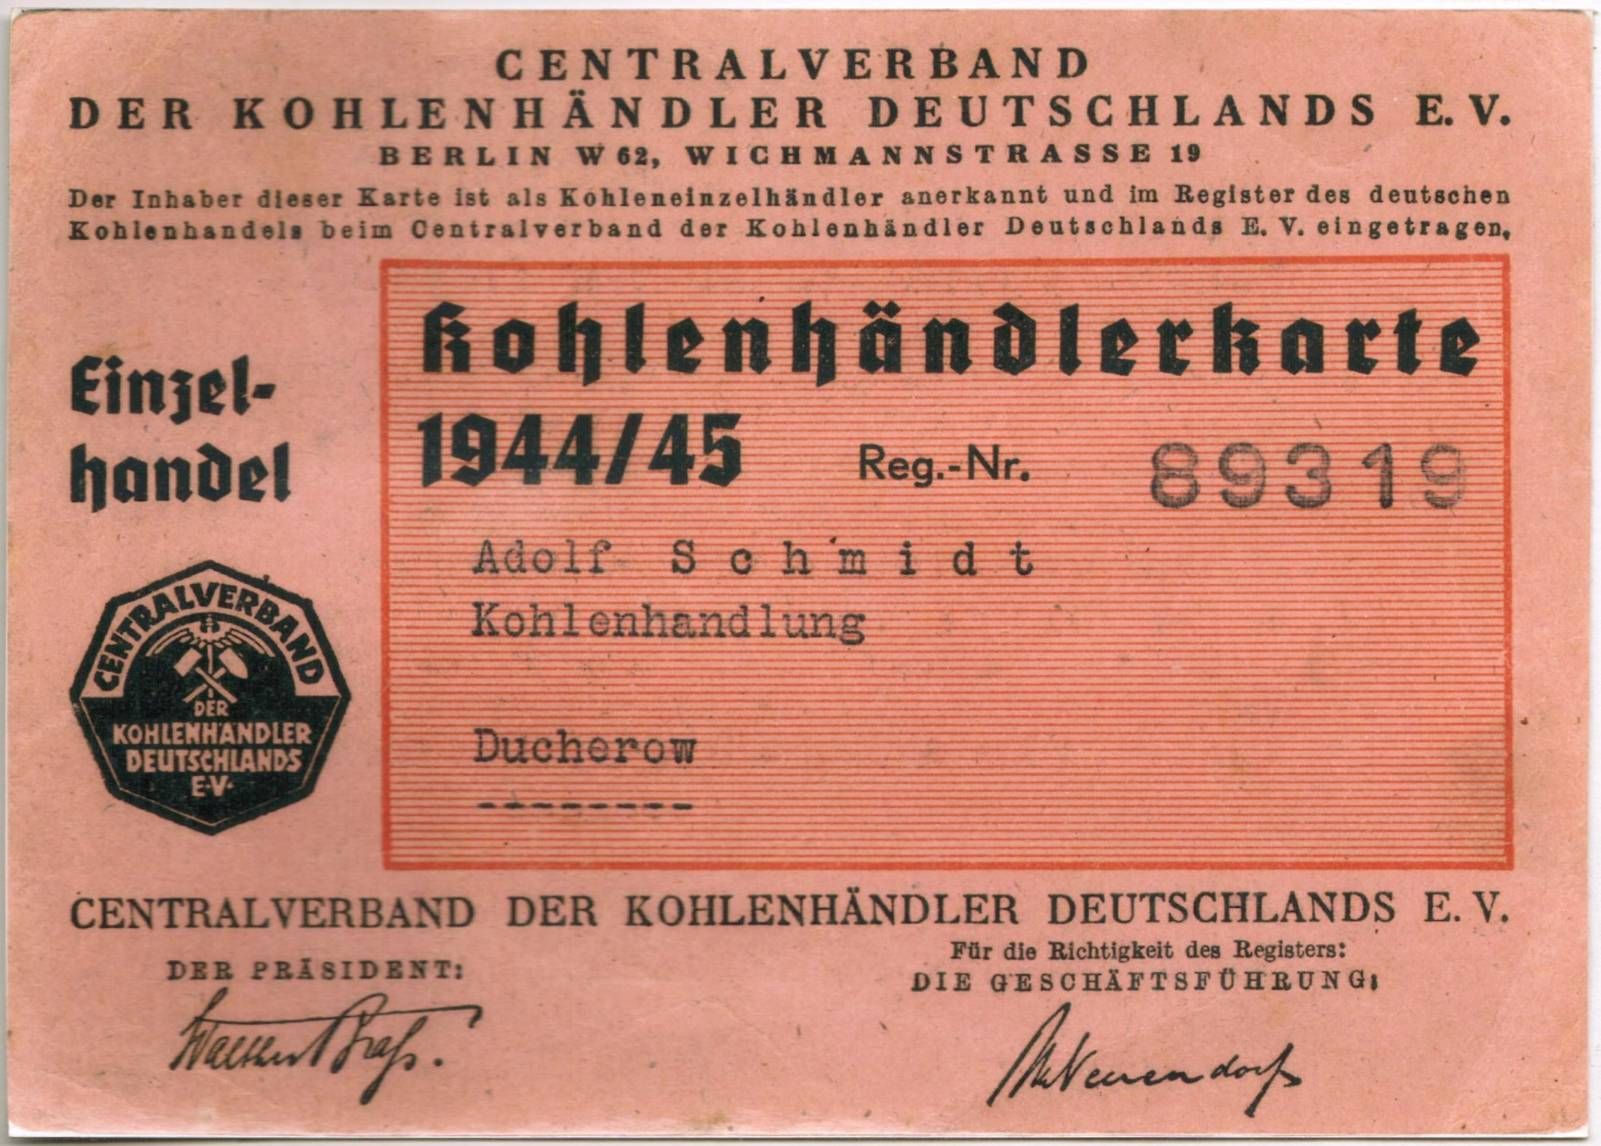 CENTRALVERBAND
DER KOHLENHÄNDLER DEUTSCHLANDS E. V.
BERLIN W 62, WICHMANNSTRASSE 19
Der Inhaber dieser Karte ist als Kohleneinzelhändler anerkannt und im Register des deutschen
Kohlenhandels beim Centralverband der Kohlenhändler Deutschlands E. V. eingetragen.
Einzel-
handel
Kohlenhändlerkarte
1944/45 Reg.-Nr. 89319
Adolf Schmidt
Kohlenhandlung
Ducherow
--------
CENTRALVERBAND
DER
KOHLENHÄNDLER
DEUTSCHLANDS
E·V·
CENTRALVERBAND DER KOHLENHÄNDLER DEUTSCHLANDS E. V.
DER PRÄSIDENT:
Für die Richtigkeit des Registers:
DIE GESCHÄFTSFÜHRUNG: